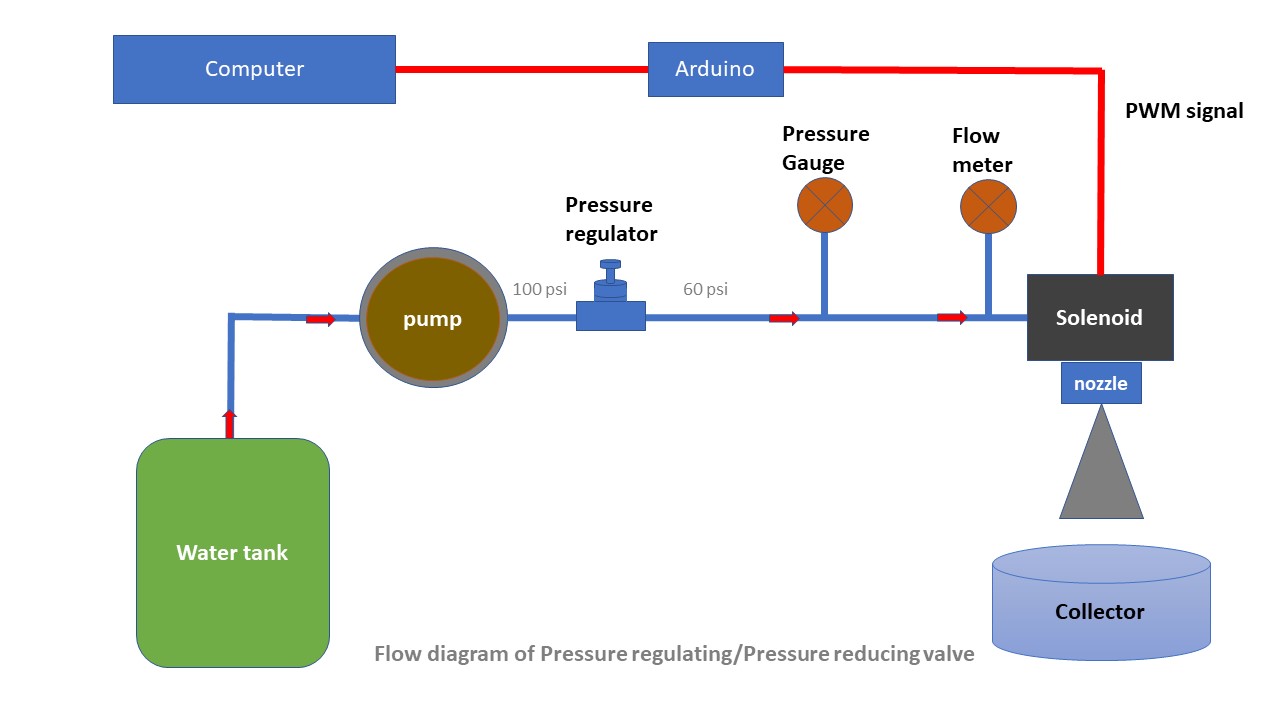 Computer
Arduino
PWM signal
Pressure
Gauge
Flow
meter
Pressure
regulator
100 psi
60 psi
pump
Solenoid
nozzle
Water tank
Collector
Flow diagram of Pressure regulating/Pressure reducing valve